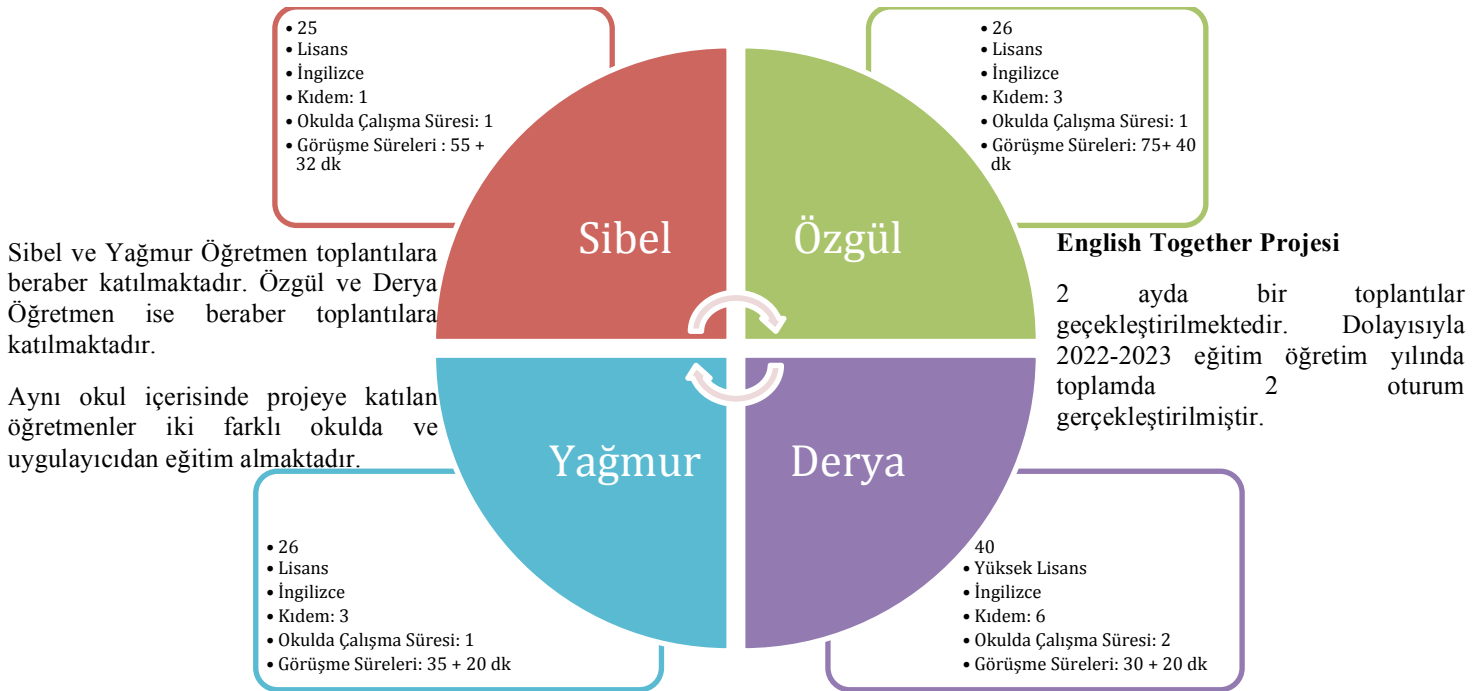 • 25
• Lisans
• İngilizce
• Kıdem: 1
• Okulda Çalışma Süresi: 1
• Görüşme Süreleri : 55 +
32 dk
• 26
• Lisans
• İngilizce
• Kıdem: 3
• Okulda Çalışma Süresi: 1
• Görüşme Süreleri: 75+ 40
dk
Sibel
Özgül
Sibel ve Yağmur Öğretmen toplantılara
beraber katılmaktadır. Özgül ve Derya
Öğretmen ise beraber toplantılara
katılmaktadır.
Aynı okul içerisinde projeye katılan
öğretmenler iki farklı okulda ve
uygulayıcıdan eğitim almaktadır.
English Together Projesi
2 ayda bir toplantılar
geçekleştirilmektedir. Dolayısıyla
2022-2023 eğitim öğretim yılında
toplamda 2 oturum
gerçekleştirilmiştir.
Yağmur
Derya
• 26
• Lisans
• İngilizce
• Kıdem: 3
• Okulda Çalışma Süresi: 1
• Görüşme Süreleri: 35 + 20 dk
40
• Yüksek Lisans
• İngilizce
• Kıdem: 6
• Okulda Çalışma Süresi: 2
• Görüşme Süreleri: 30 + 20 dk